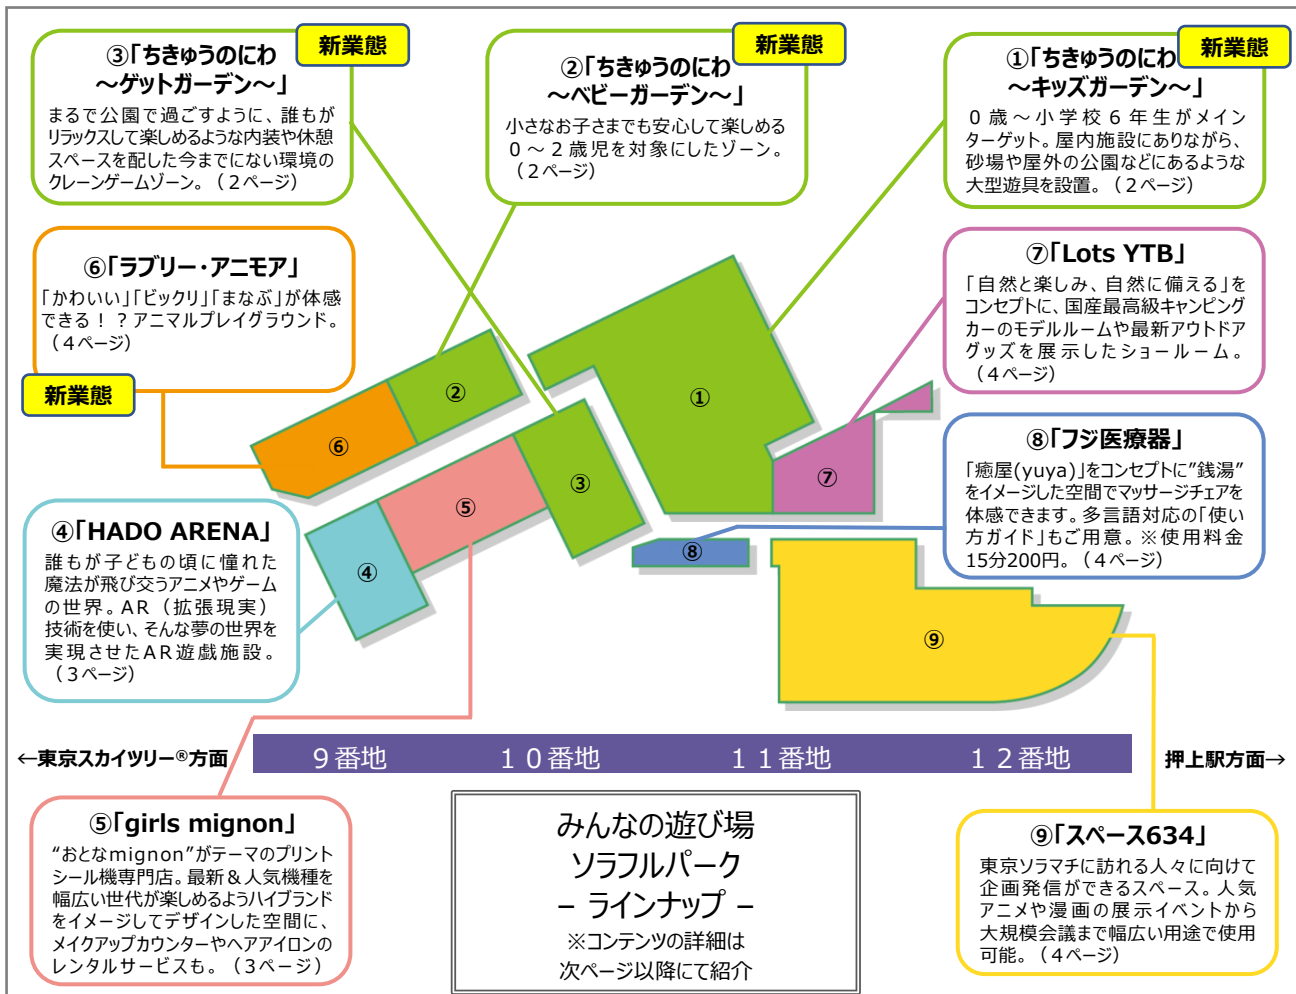 ③「ちきゅうのにわ
～ゲットガーデン～」
新業態
まるで公園で過ごすように、誰もが
リラックスして楽しめるような内装や休憩
スペースを配した今までにない環境の
クレーンゲームゾーン。（２ページ）
②「ちきゅうのにわ
～ベビーガーデン～」
新業態
小さなお子さまでも安心して楽しめる
０～２歳児を対象にしたゾーン。
（２ページ）
①「ちきゅうのにわ
～キッズガーデン～」
新業態
０歳～小学校６年生がメイン
ターゲット。屋内施設にありながら、
砂場や屋外の公園などにあるような
大型遊具を設置。（２ページ）
⑥「ラブリー・アニモア」
「かわいい」「ビックリ」「まなぶ」が体感
できる！？アニマルプレイグラウンド。
（４ページ）
新業態
⑦「Lots YTB」
「自然と楽しみ、自然に備える」を
コンセプトに、国産最高級キャンピング
カーのモデルルームや最新アウトドア
グッズを展示したショールーム。
（４ページ）
⑧「フジ医療器」
「癒屋(yuya)」をコンセプトに”銭湯”
をイメージした空間でマッサージチェアを
体感できます。多言語対応の「使い
方ガイド」もご用意。※使用料金
15分200円。（４ページ）
④「HADO ARENA」
誰もが子どもの頃に憧れた
魔法が飛び交うアニメやゲーム
の世界。AR（拡張現実）
技術を使い、そんな夢の世界を
実現させたAR遊戯施設。
（３ページ）
①
②
③
④
⑤
⑥
⑦
⑧
⑨
←東京スカイツリー®方面
９番地
１０番地
１１番地
１２番地
押上駅方面→
⑤「girls mignon」
“おとなmignon”がテーマのプリント
シール機専門店。最新＆人気機種を
幅広い世代が楽しめるようハイブランド
をイメージしてデザインした空間に、
メイクアップカウンターやヘアアイロンの
レンタルサービスも。（３ページ）
みんなの遊び場
ソラフルパーク
– ラインナップ –
※コンテンツの詳細は
次ページ以降にて紹介
⑨「スペース634」
東京ソラマチに訪れる人々に向けて
企画発信ができるスペース。人気
アニメや漫画の展示イベントから
大規模会議まで幅広い用途で使用
可能。（４ページ）